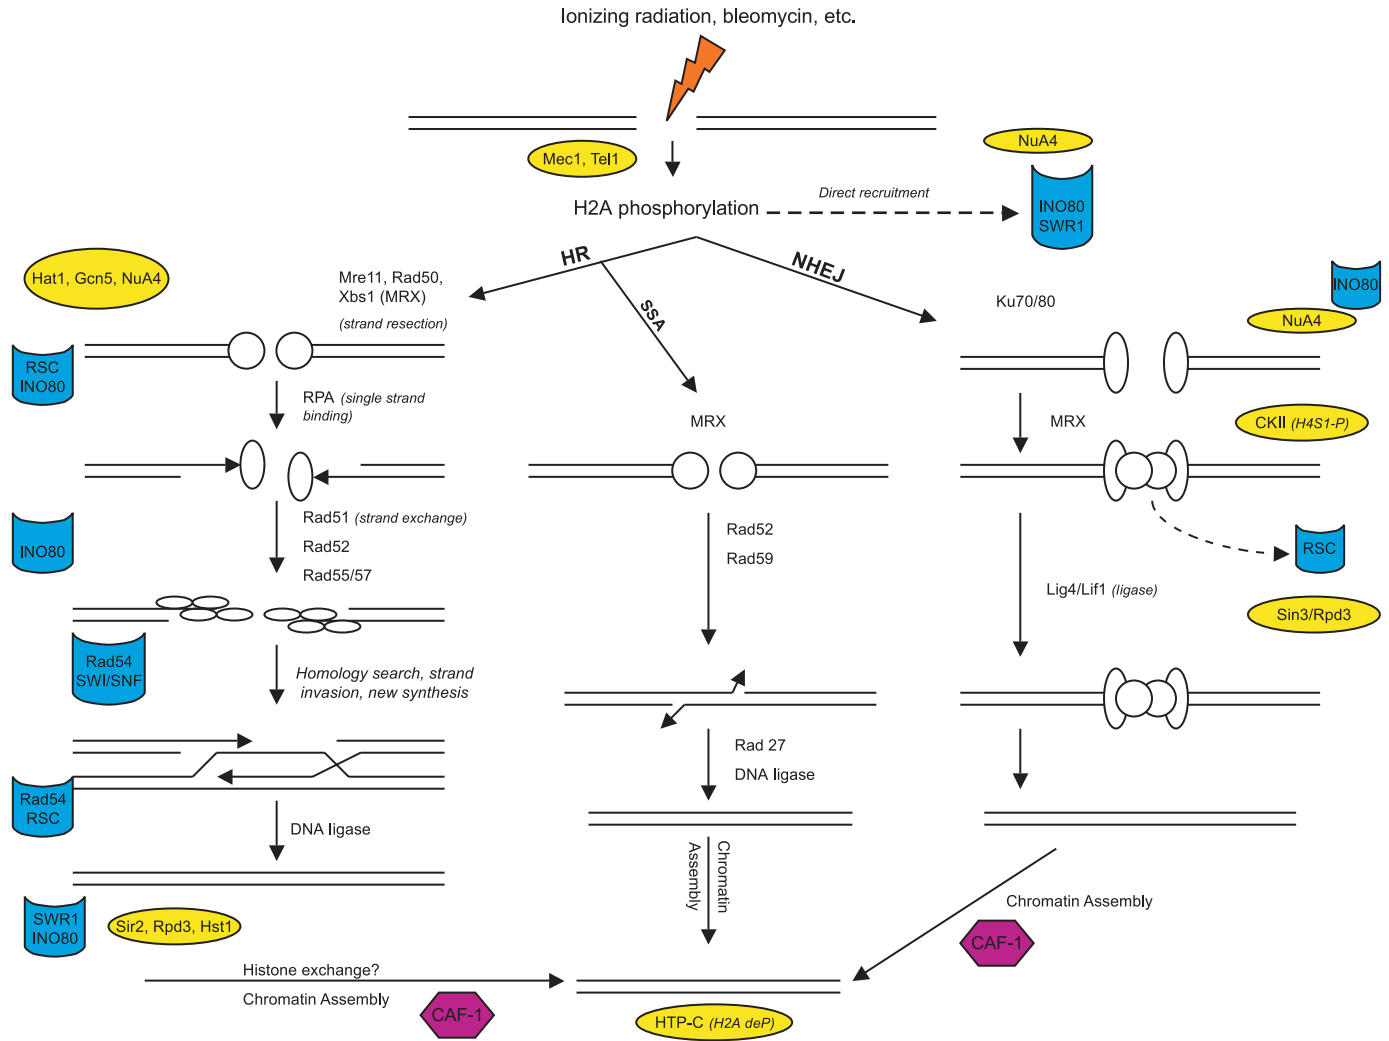 Ionizing radiation, bleomycin, etc.
Mec1, Tel1
NuA4
Direct recruitment
H2A phosphorylation
INO80
SWR1
HR
SSA
NHEJ
Hat1, Gcn5, NuA4
Mre11, Rad50,
Xbs1 (MRX)
(strand resection)
RSC
INO80
RPA (single strand
binding)
INO80
Rad51 (strand exchange)
Rad52
Rad55/57
Rad54
SWI/SNF
Homology search, strand
invasion, new synthesis
Rad54
RSC
DNA ligase
SWR1
INO80
Sir2, Rpd3, Hst1
Histone exchange?
Chromatin Assembly
CAF-1
MRX
Rad52
Rad59
Rad 27
DNA ligase
Chromatin
Assembly
HTP-C (H2A deP)
Ku70/80
INO80
NuA4
MRX
CKII (H4S1-P)
RSC
Lig4/Lif1 (ligase)
Sin3/Rpd3
Chromatin Assembly
CAF-1